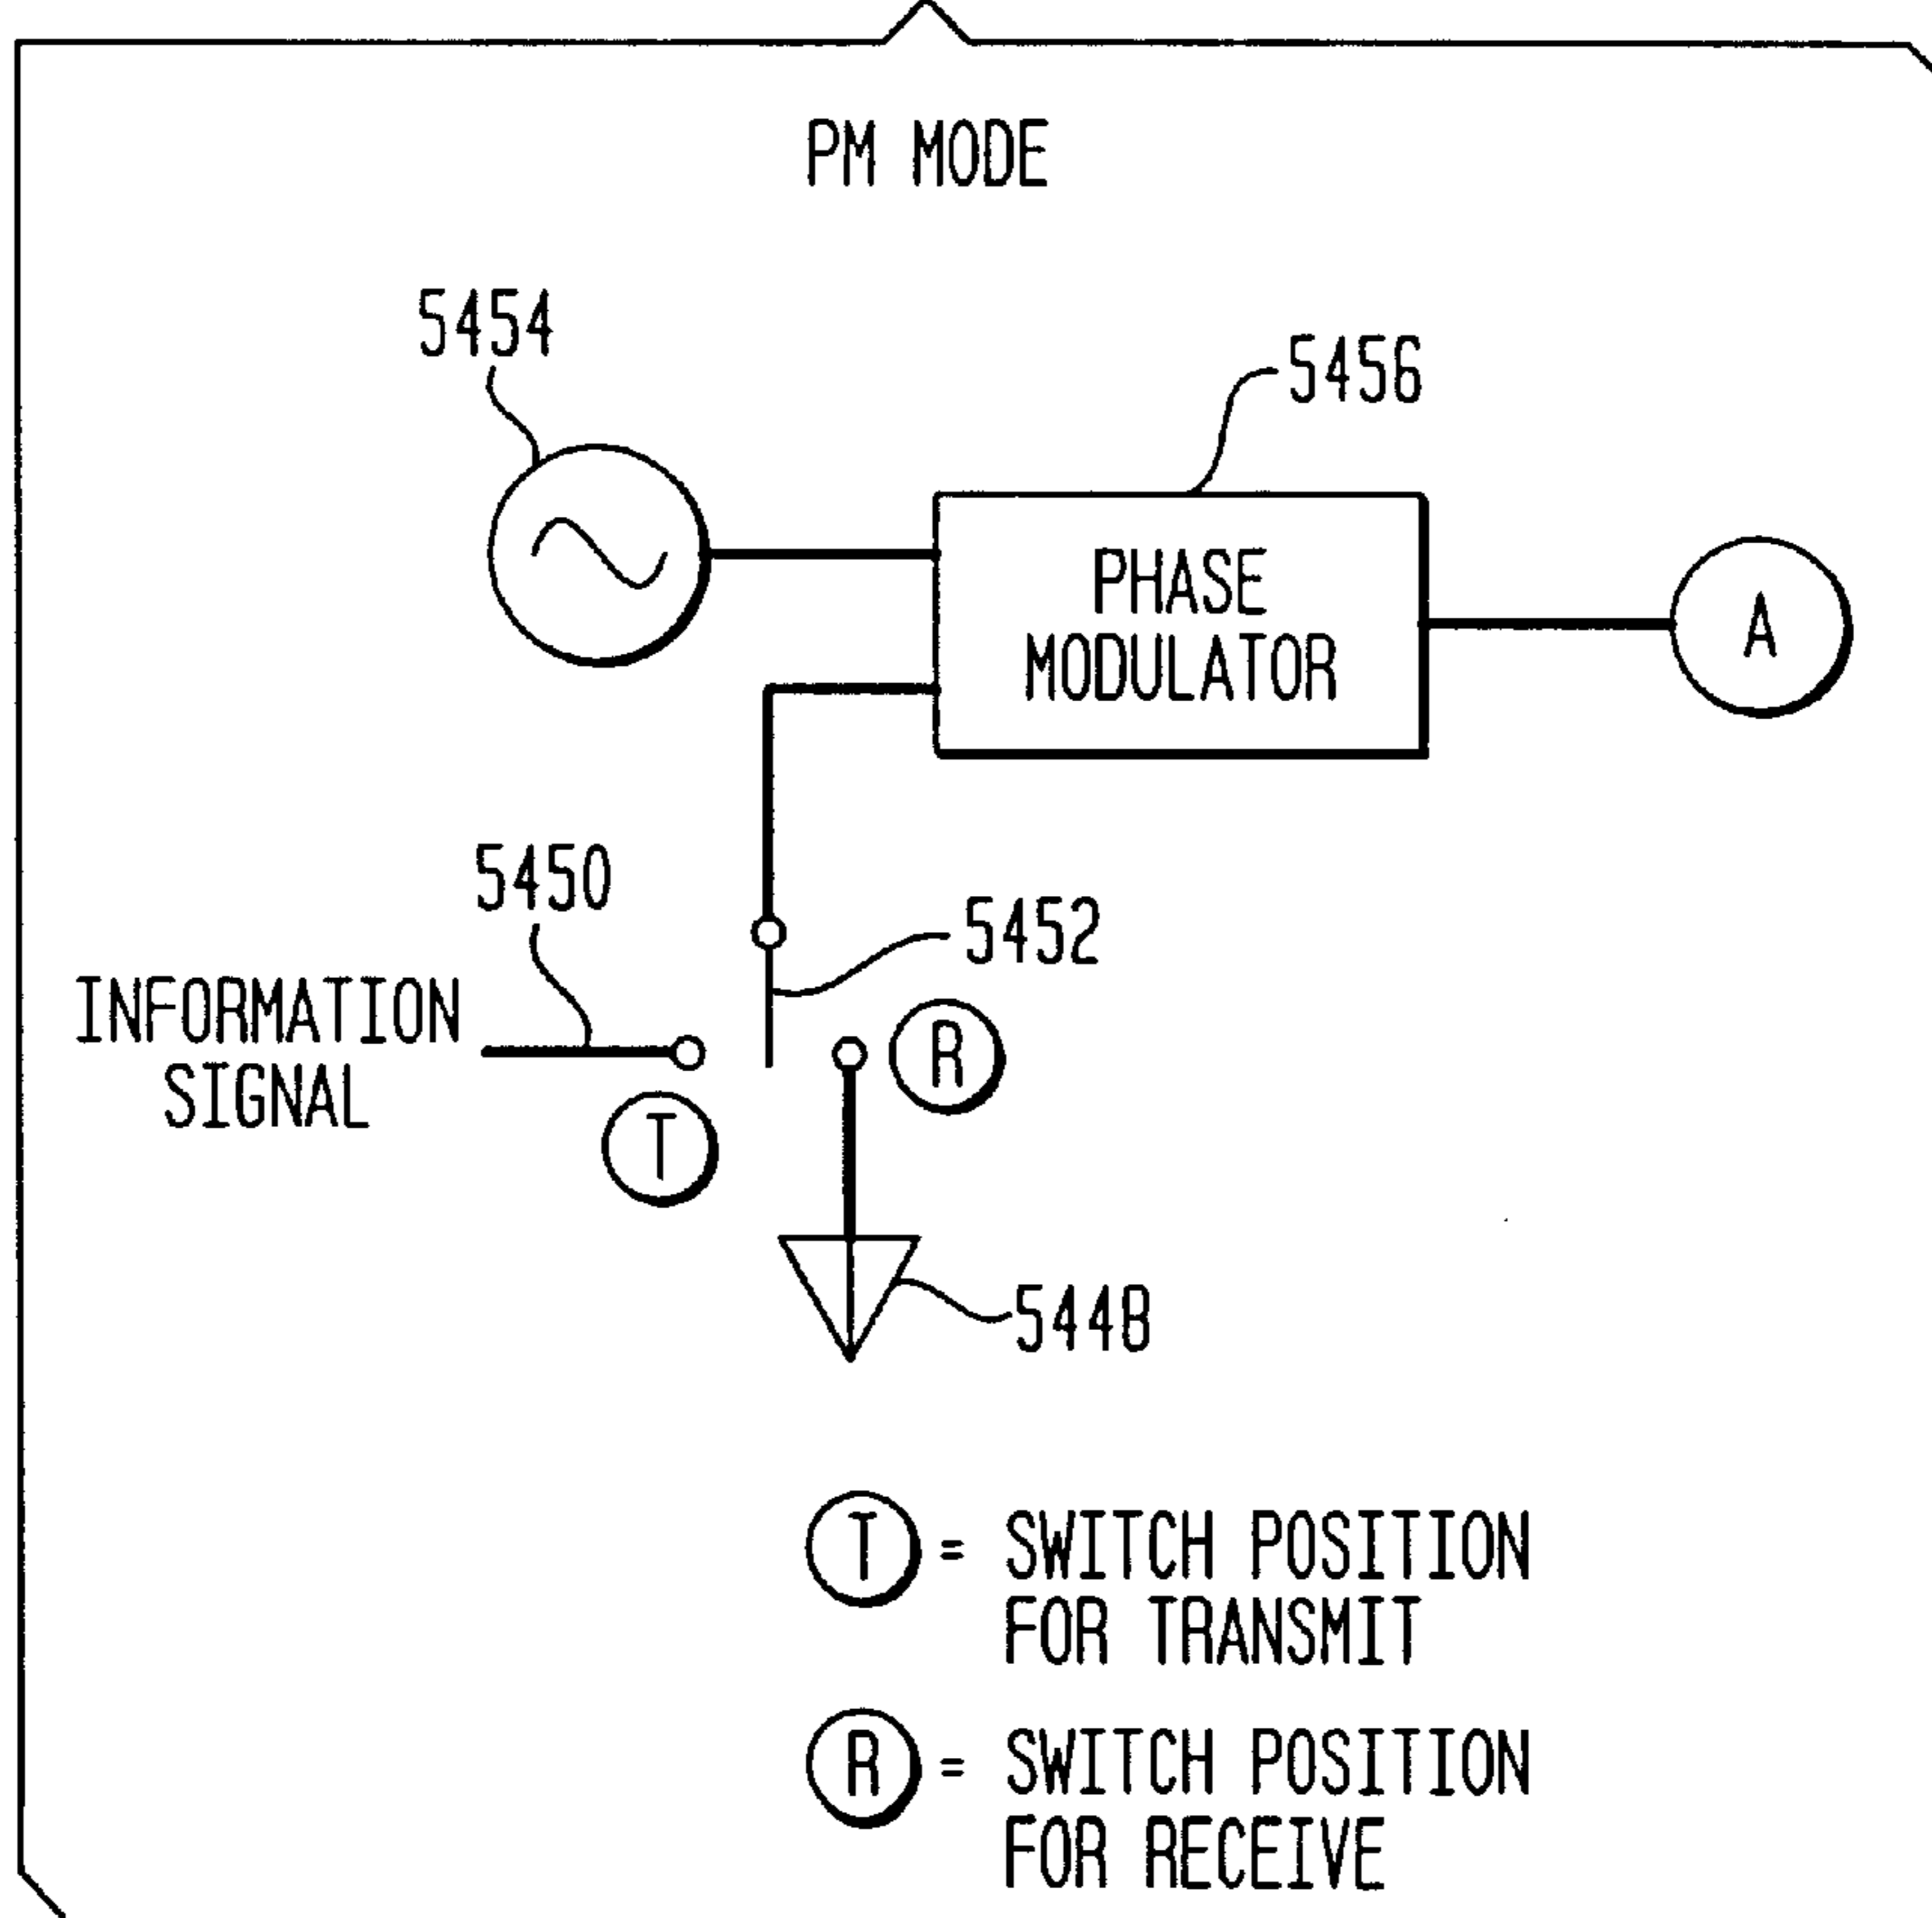 PM MODE
5454
5456
PHASE
MODULATOR
A
5450
5452
INFORMATION
SIGNAL
R
T
5448
T = SWITCH POSITION
FOR TRANSMIT
R = SWITCH POSITION
FOR RECEIVE